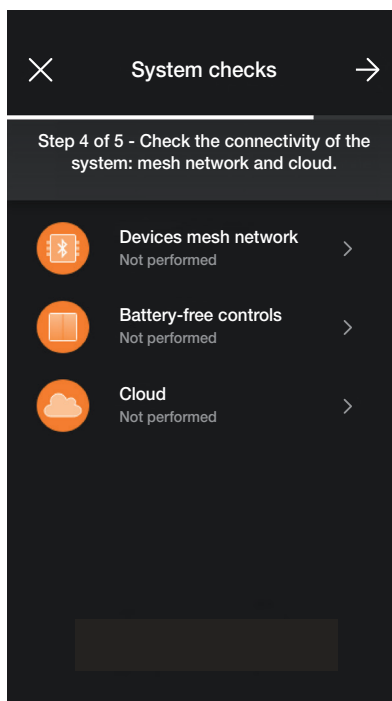 System checks
Step 4 of 5 - Check the connectivity of the
system: mesh network and cloud.
Devices mesh network
Not performed
Battery-free controls
Not performed
Cloud
Not performed